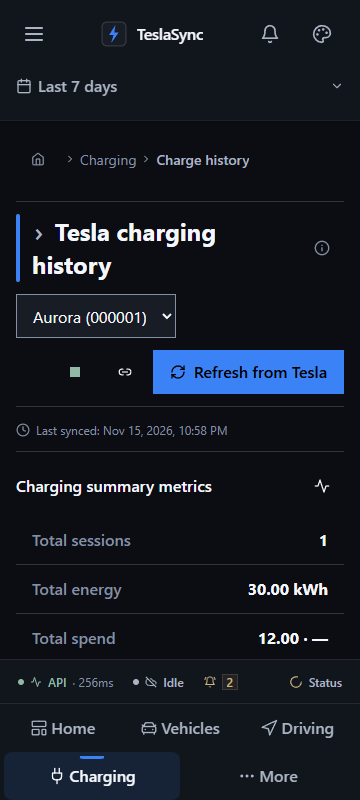 TeslaSync
Last 7 days
Charging
Charge history
Tesla charging
history
Aurora (000001)
Refresh from Tesla
Last synced: Nov 15, 2026, 10:58 PM
Charging summary metrics
Total sessions 1
Total energy 30.00 kWh
Total spend 12.00 · —
API · 256ms Idle 2 Status
Home Vehicles Driving
Charging More